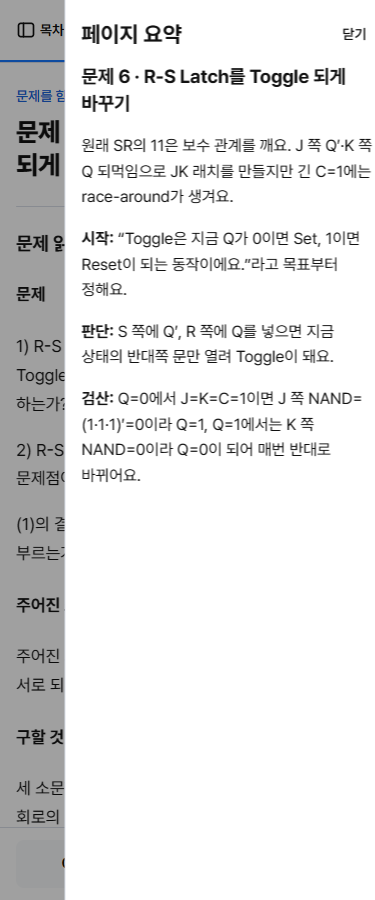 목차
페이지 요약
닫기
문제 6 · R-S Latch를 Toggle 되게
바꾸기
원래 SR의 11은 보수 관계를 깨요. J 쪽 Q′·K 쪽
Q 되먹임으로 JK 래치를 만들지만 긴 C=1에는
race-around가 생겨요.
시작: “Toggle은 지금 Q가 0이면 Set, 1이면
Reset이 되는 동작이에요.”라고 목표부터
정해요.
판단: S 쪽에 Q′, R 쪽에 Q를 넣으면 지금
상태의 반대쪽 문만 열려 Toggle이 돼요.
검산: Q=0에서 J=K=C=1이면 J 쪽 NAND=
(1·1·1)′=0이라 Q=1, Q=1에서는 K 쪽
NAND=0이라 Q=0이 되어 매번 반대로
바뀌어요.
문제를
문제
되게
문제
문제
1) R-S
Toggle
하는가?
2) R-S
문제점
(1)의
부르는
주어진
주어진
서로 되
구할 것
세 소문
회로의